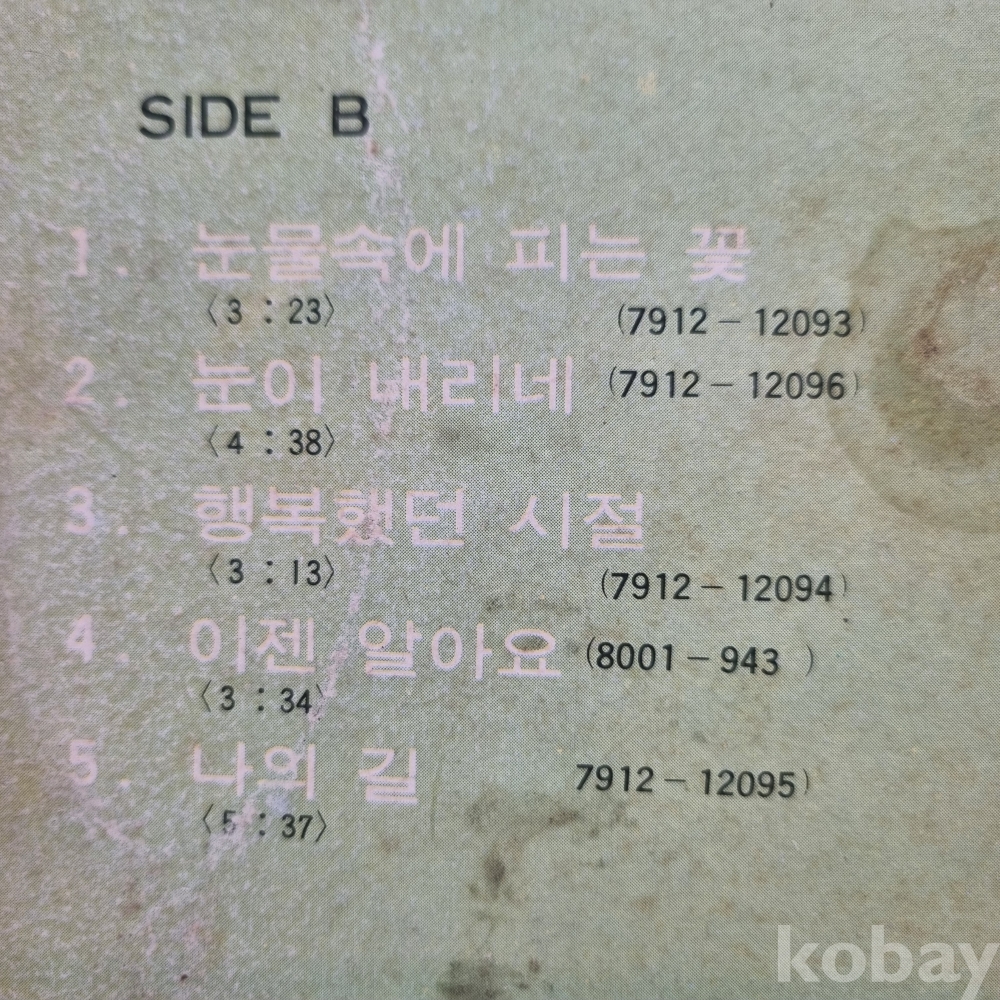 SIDE B
1. 눈물속에 피는 꽃
〈3 : 23〉 (7912 – 12093)
2. 눈이 내리네 (7912 – 12096)
〈4 : 38〉
3. 행복했던 시절
〈3 : 13〉 (7912 – 12094)
4. 이젠 알아요 (8001 – 943 )
〈3 : 34〉
5. 나의 길 7912 – 12095)
〈5 : 37〉
kobay